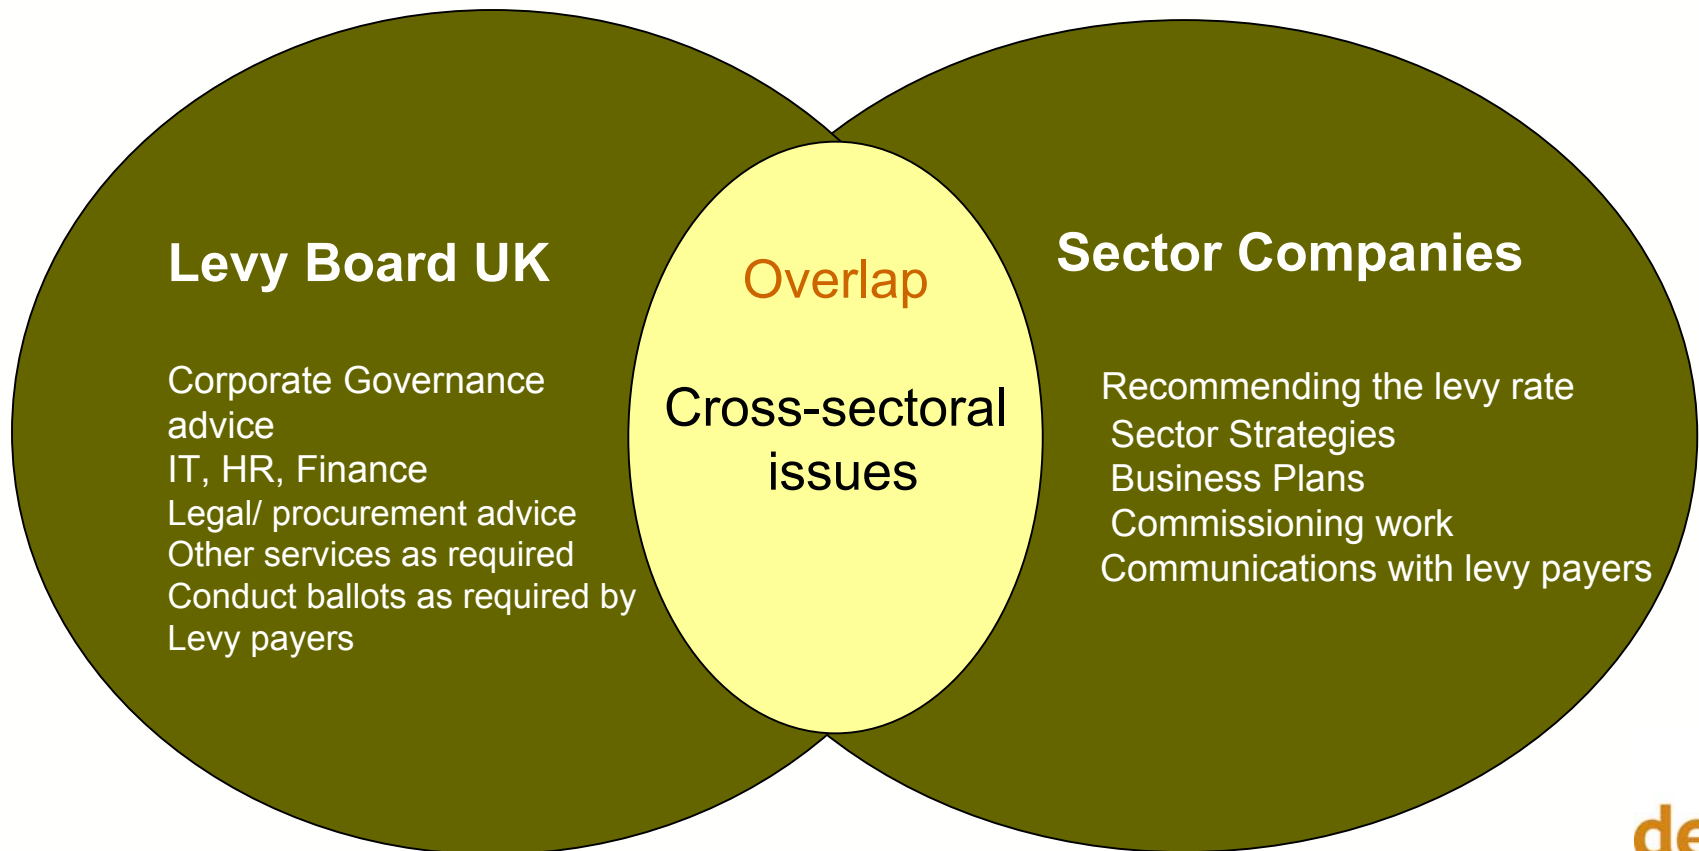 Levy Board UK
Corporate Governance
advice
IT, HR, Finance
Legal/ procurement advice
Other services as required
Conduct ballots as required by
Levy payers
Overlap
Cross-sectoral
issues
Sector Companies
Recommending the levy rate
Sector Strategies
Business Plans
Commissioning work
Communications with levy payers
de